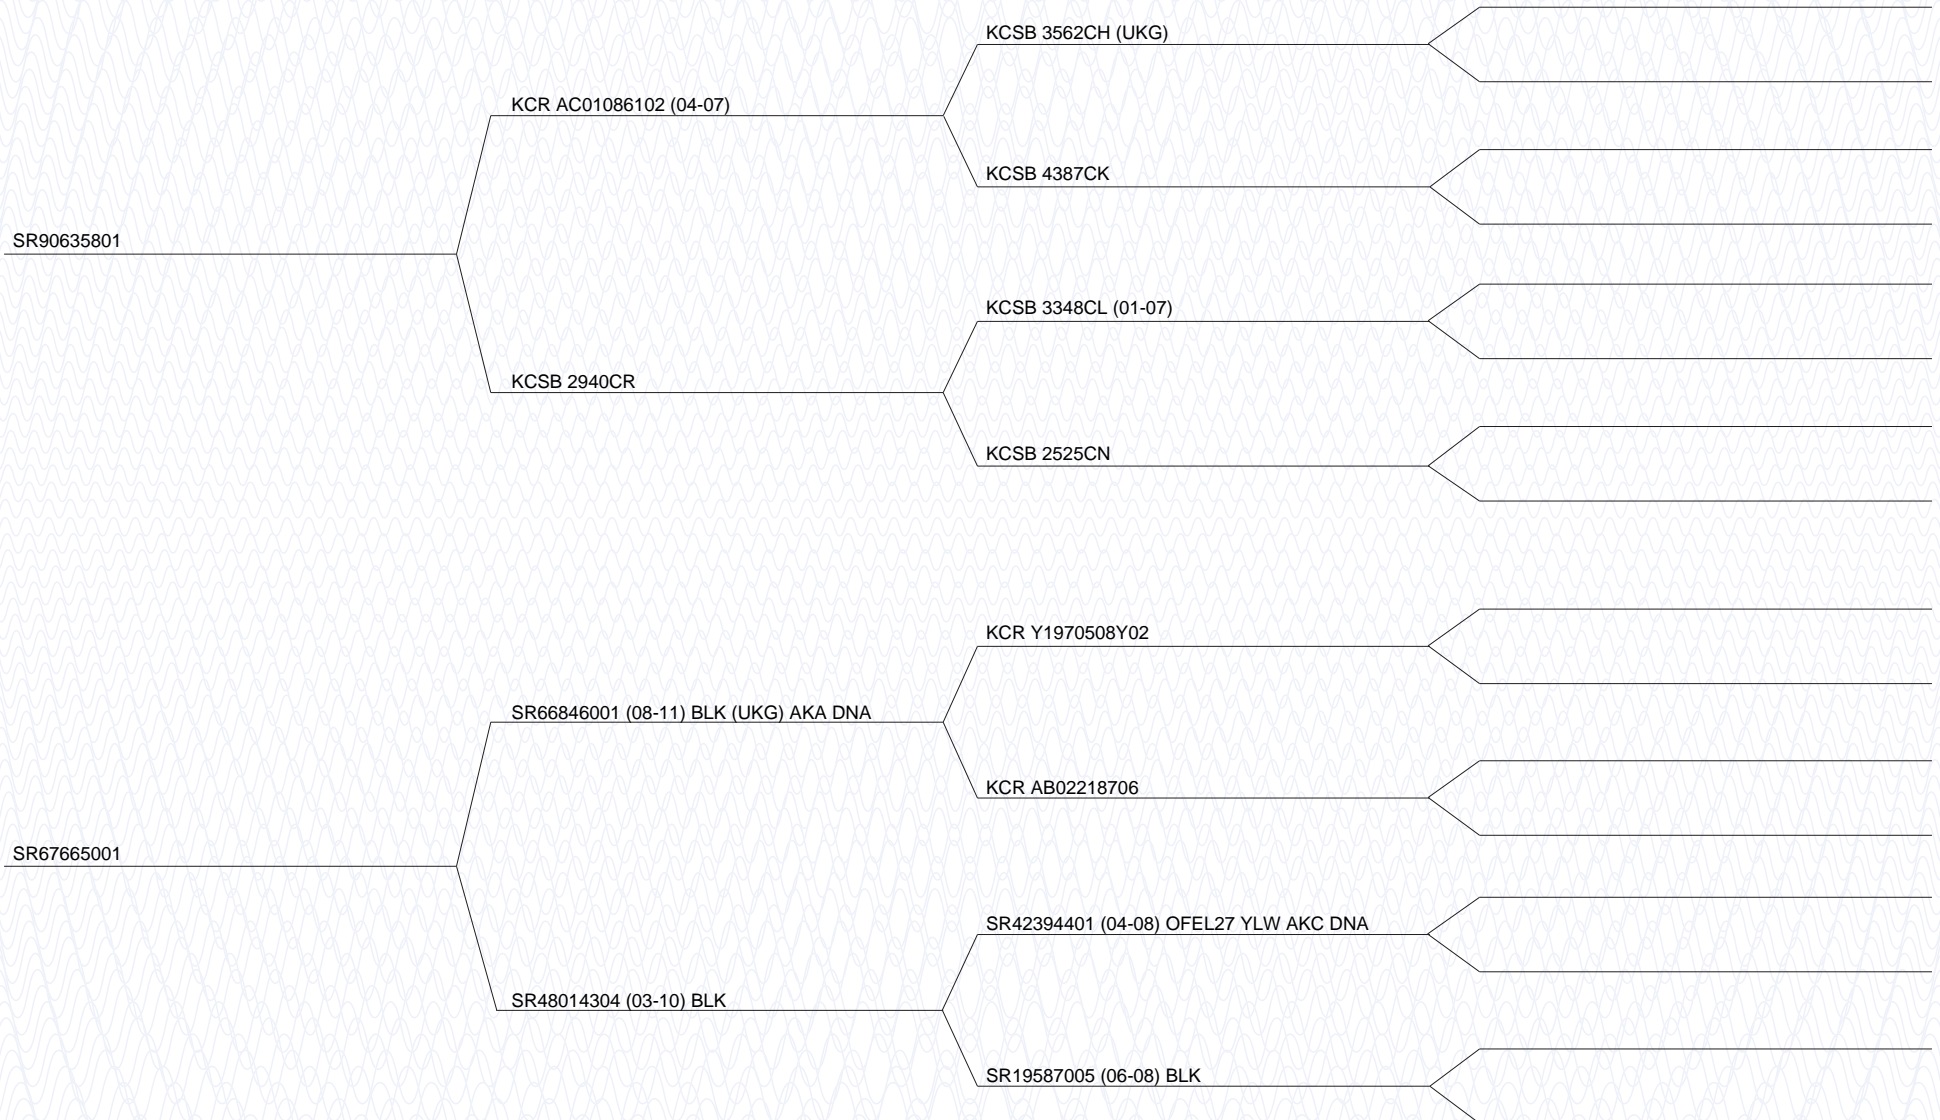 KCSB 3562CH (UKG)
KCR AC01086102 (04-07)
KCSB 4387CK
SR90635801
KCSB 3348CL (01-07)
KCSB 2940CR
KCSB 2525CN
KCR Y1970508Y02
SR66846001 (08-11) BLK (UKG) AKA DNA
KCR AB02218706
SR67665001
SR42394401 (04-08) OFEL27 YLW AKC DNA
SR48014304 (03-10) BLK
SR19587005 (06-08) BLK